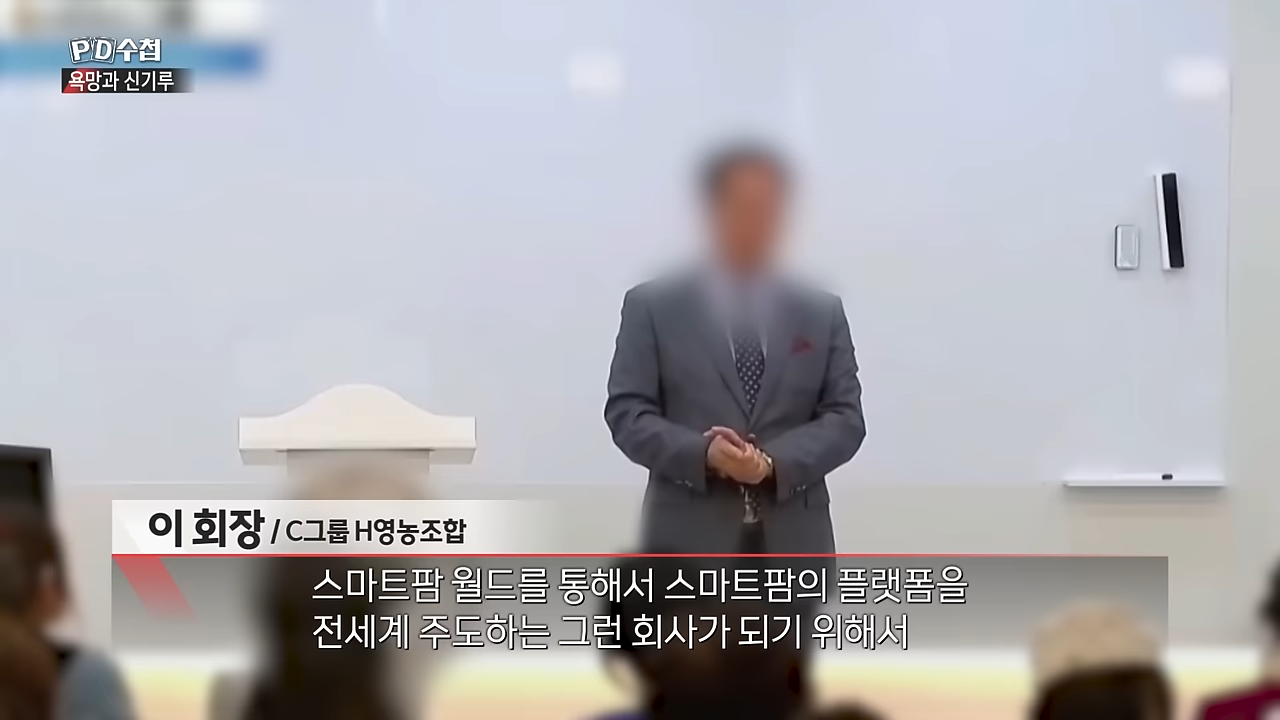 PD수첩
욕망과 신기루
이 회장 / C그룹 H영농조합
스마트팜 월드를 통해서 스마트팜의 플랫폼을
전세계 주도하는 그런 회사가 되기 위해서